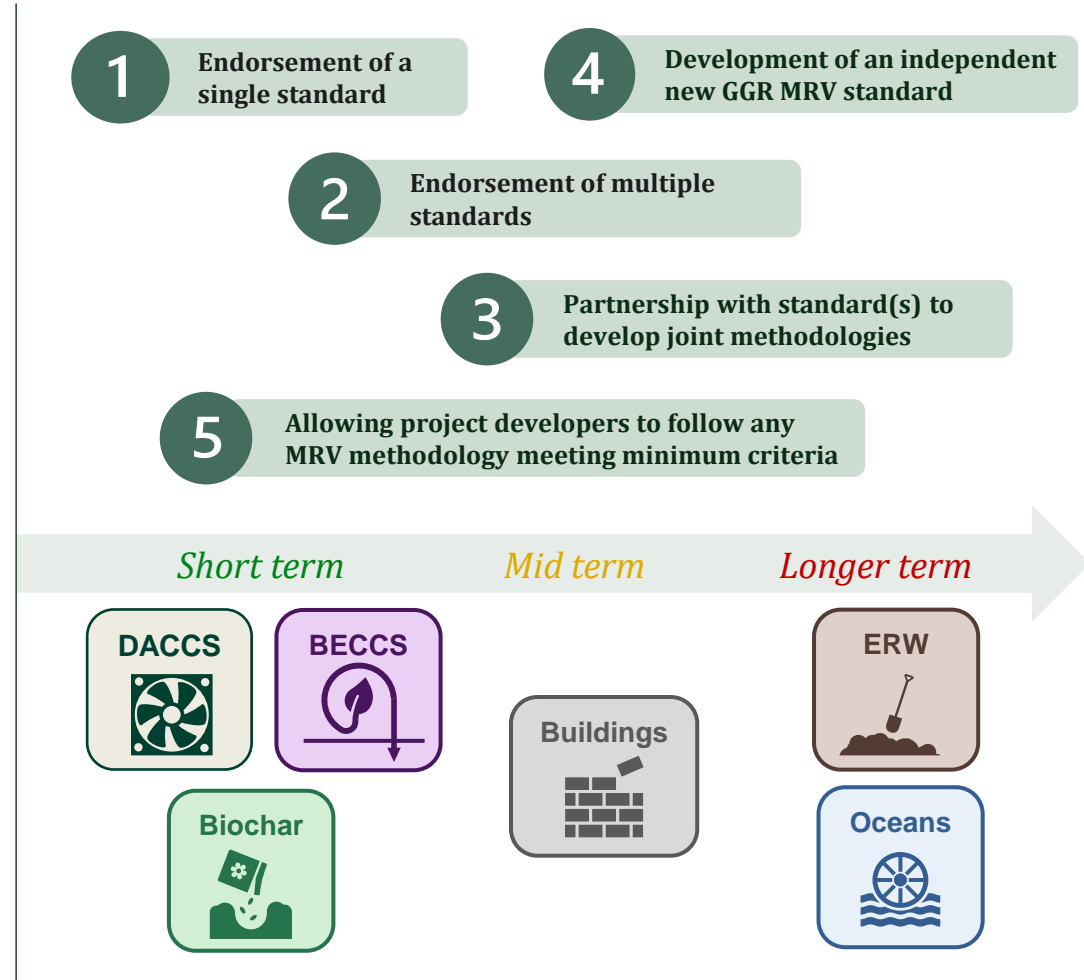 1
Endorsement of a
single standard
4
Development of an independent
new GGR MRV standard
2
Endorsement of multiple
standards
3
Partnership with standard(s) to
develop joint methodologies
5
Allowing project developers to follow any
MRV methodology meeting minimum criteria
Short term
Mid term
Longer term
DACCS
BECCS
ERW
Buildings
Biochar
Oceans